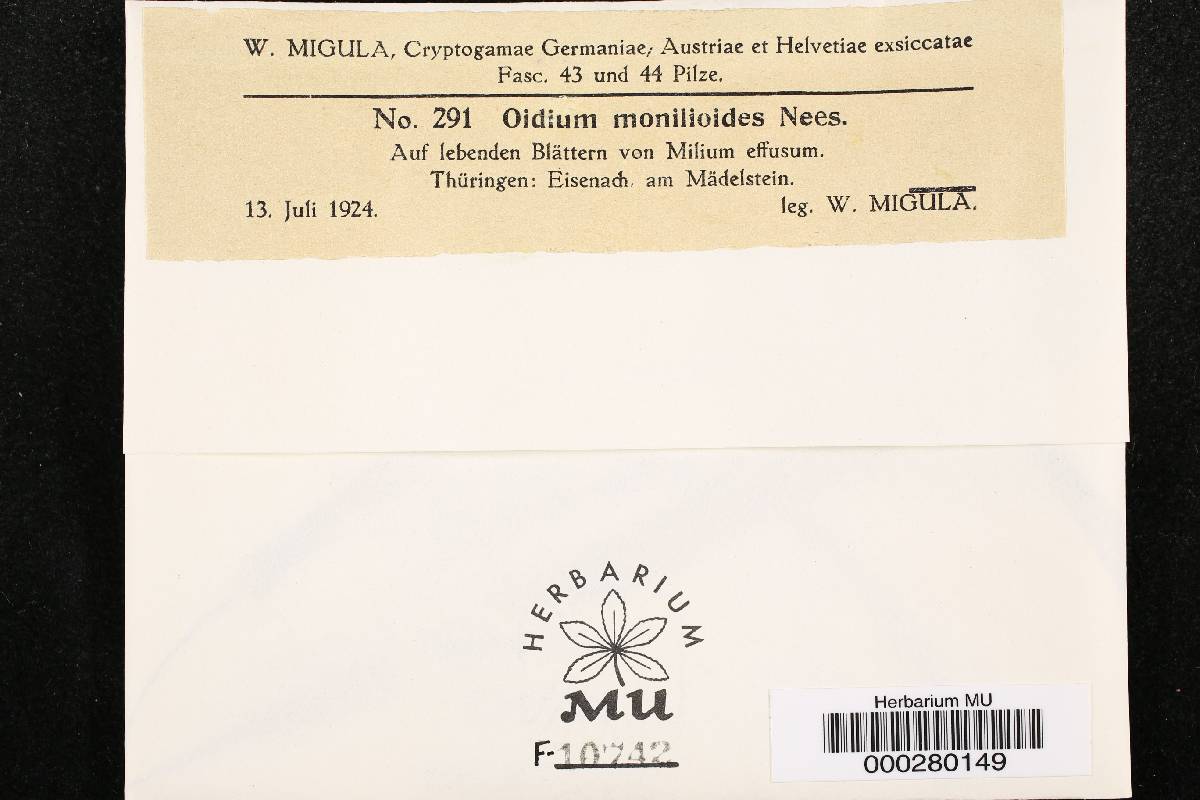 W. MIGULA, Cryptogamae Germaniae, Austriae et Helvetiae exsiccatae
Fasc. 43 und 44 Pilze.
No. 291 Oidium monilioides Nees.
Auf lebenden Blättern von Milium effusum.
Thüringen: Eisenach, am Mädelstein.
13. Juli 1924. leg. W. MIGULA.
HERBARIUM
MU
F-10742
Herbarium MU
000280149